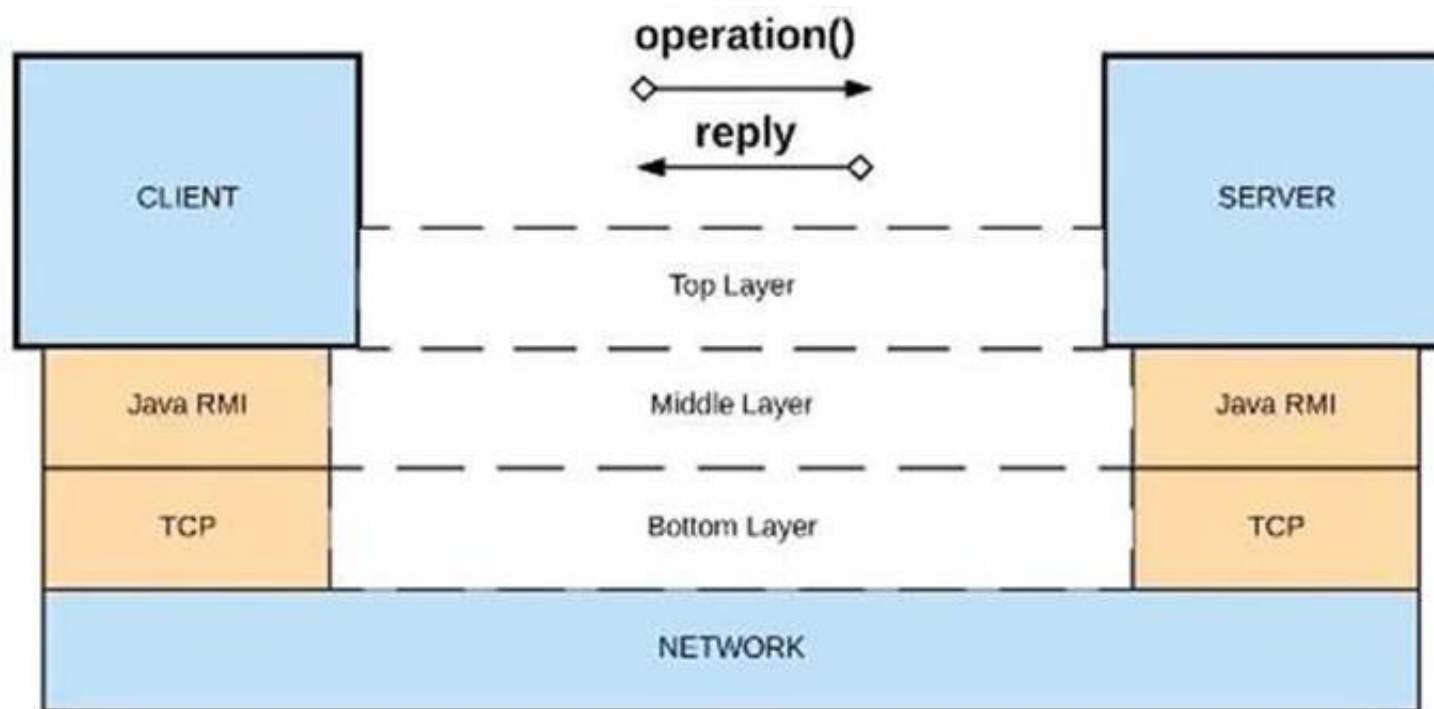 operation()
reply
CLIENT
SERVER
Top Layer
Java RMI
Middle Layer
Java RMI
TCP
Bottom Layer
TCP
NETWORK